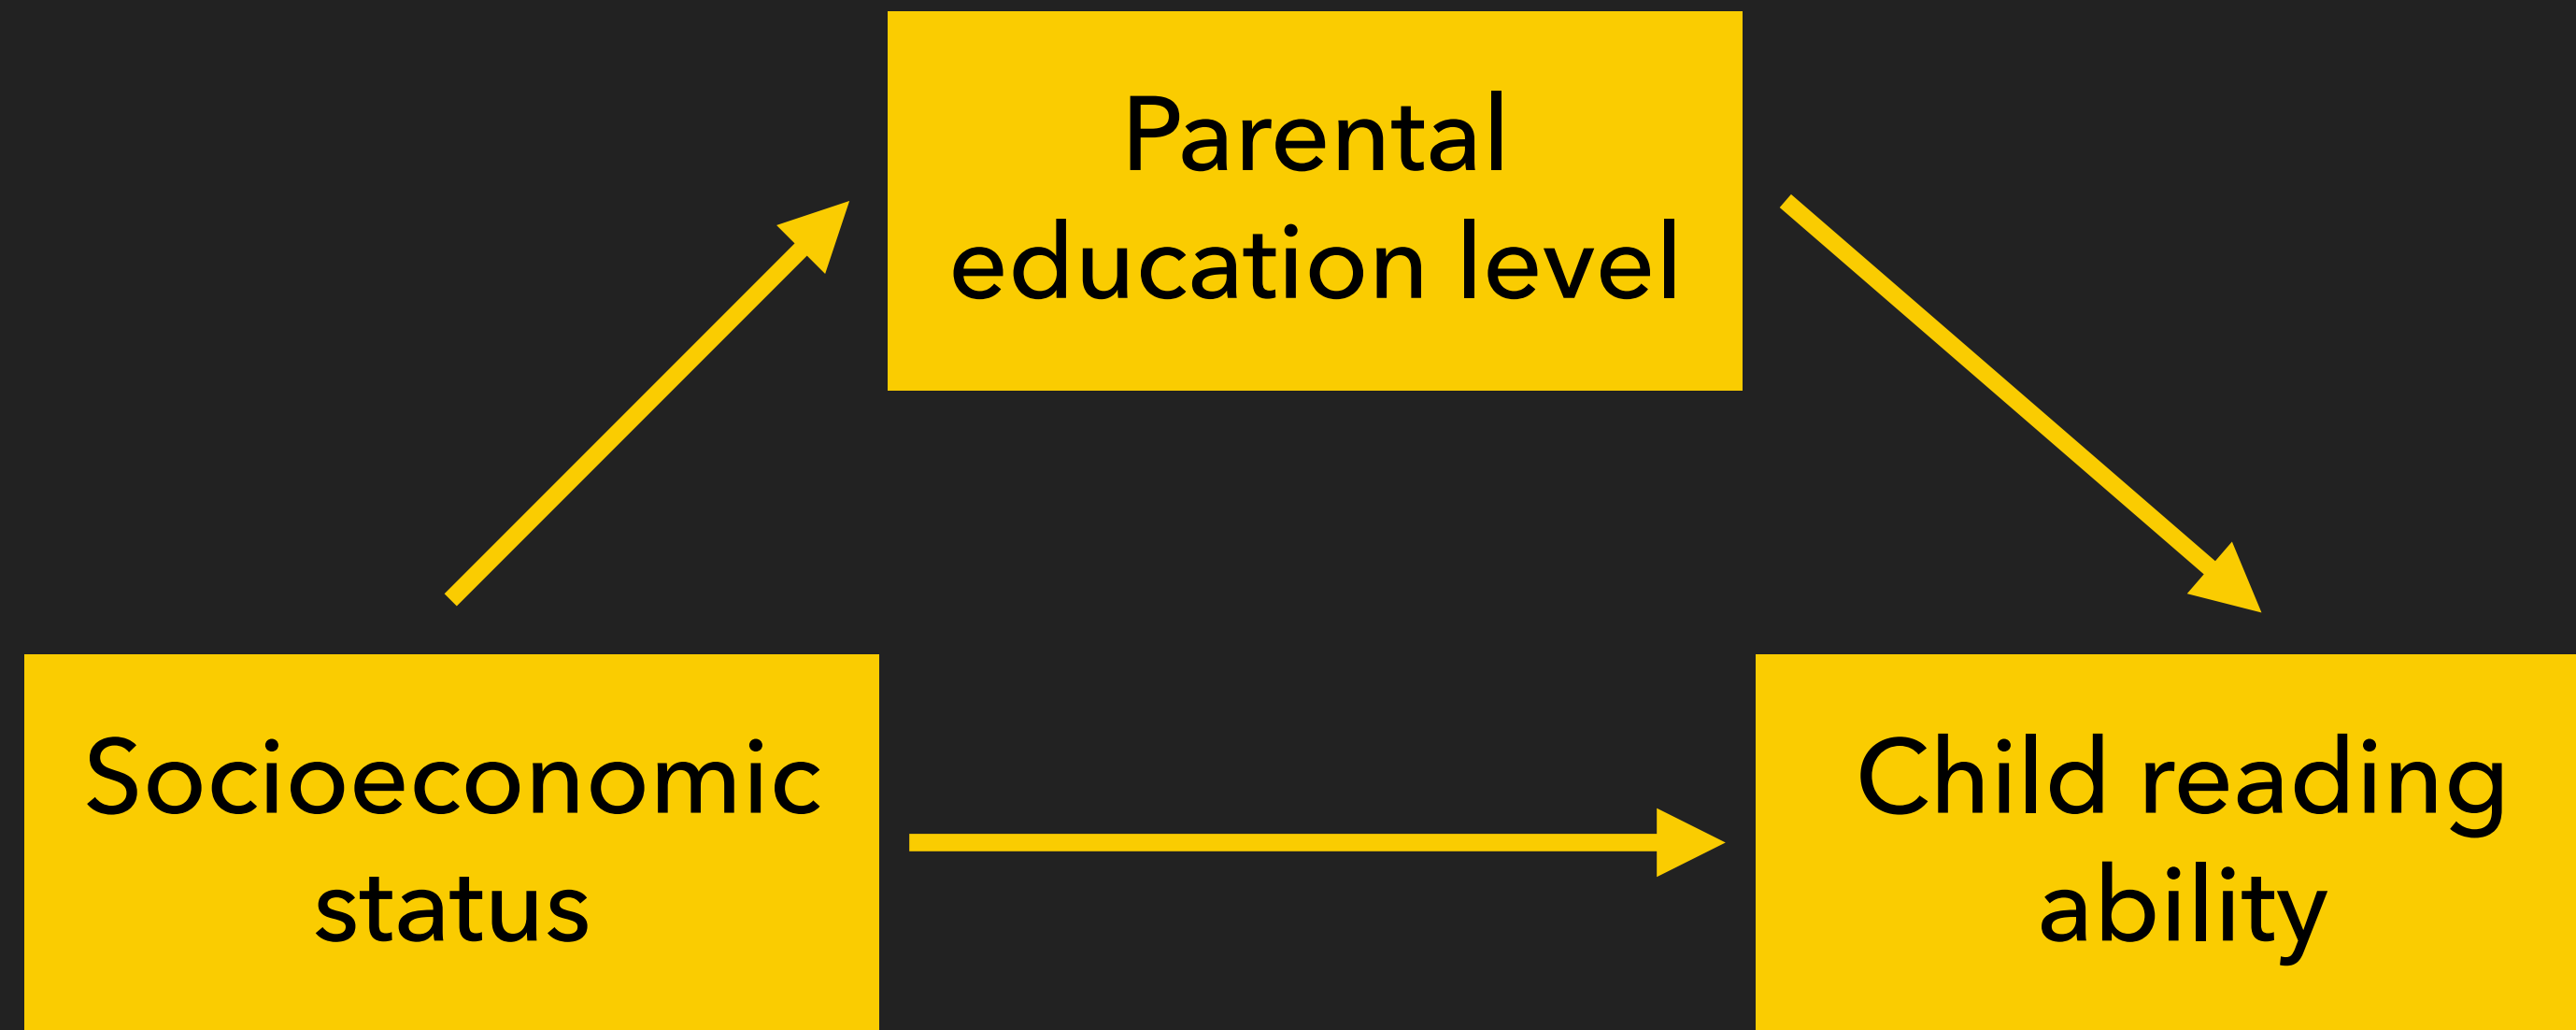 Parental
education level
Socioeconomic
status
Child reading
ability